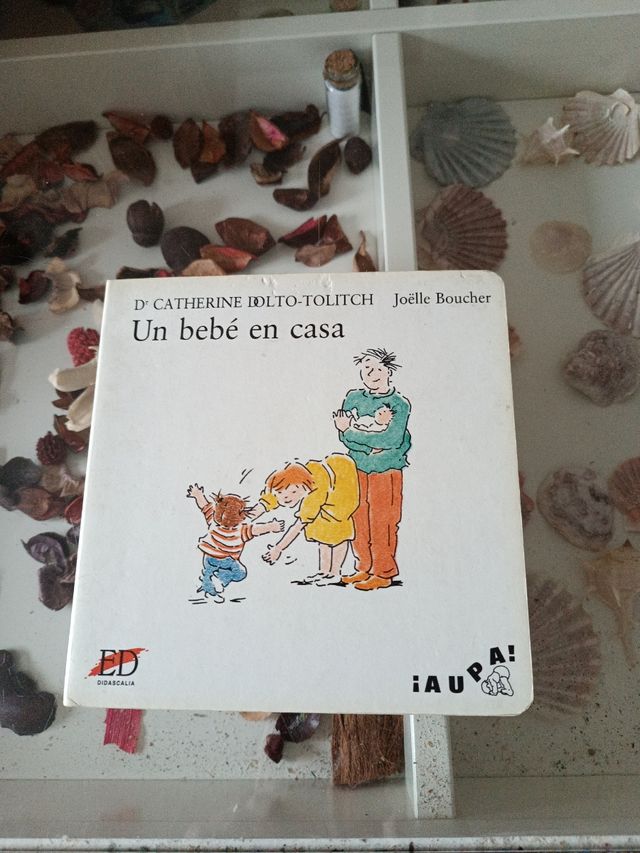 Dr CATHERINE DOLTO-TOLITCH Joëlle Boucher
Un bebé en casa
ED
DIDASCALIA
¡AUPA!